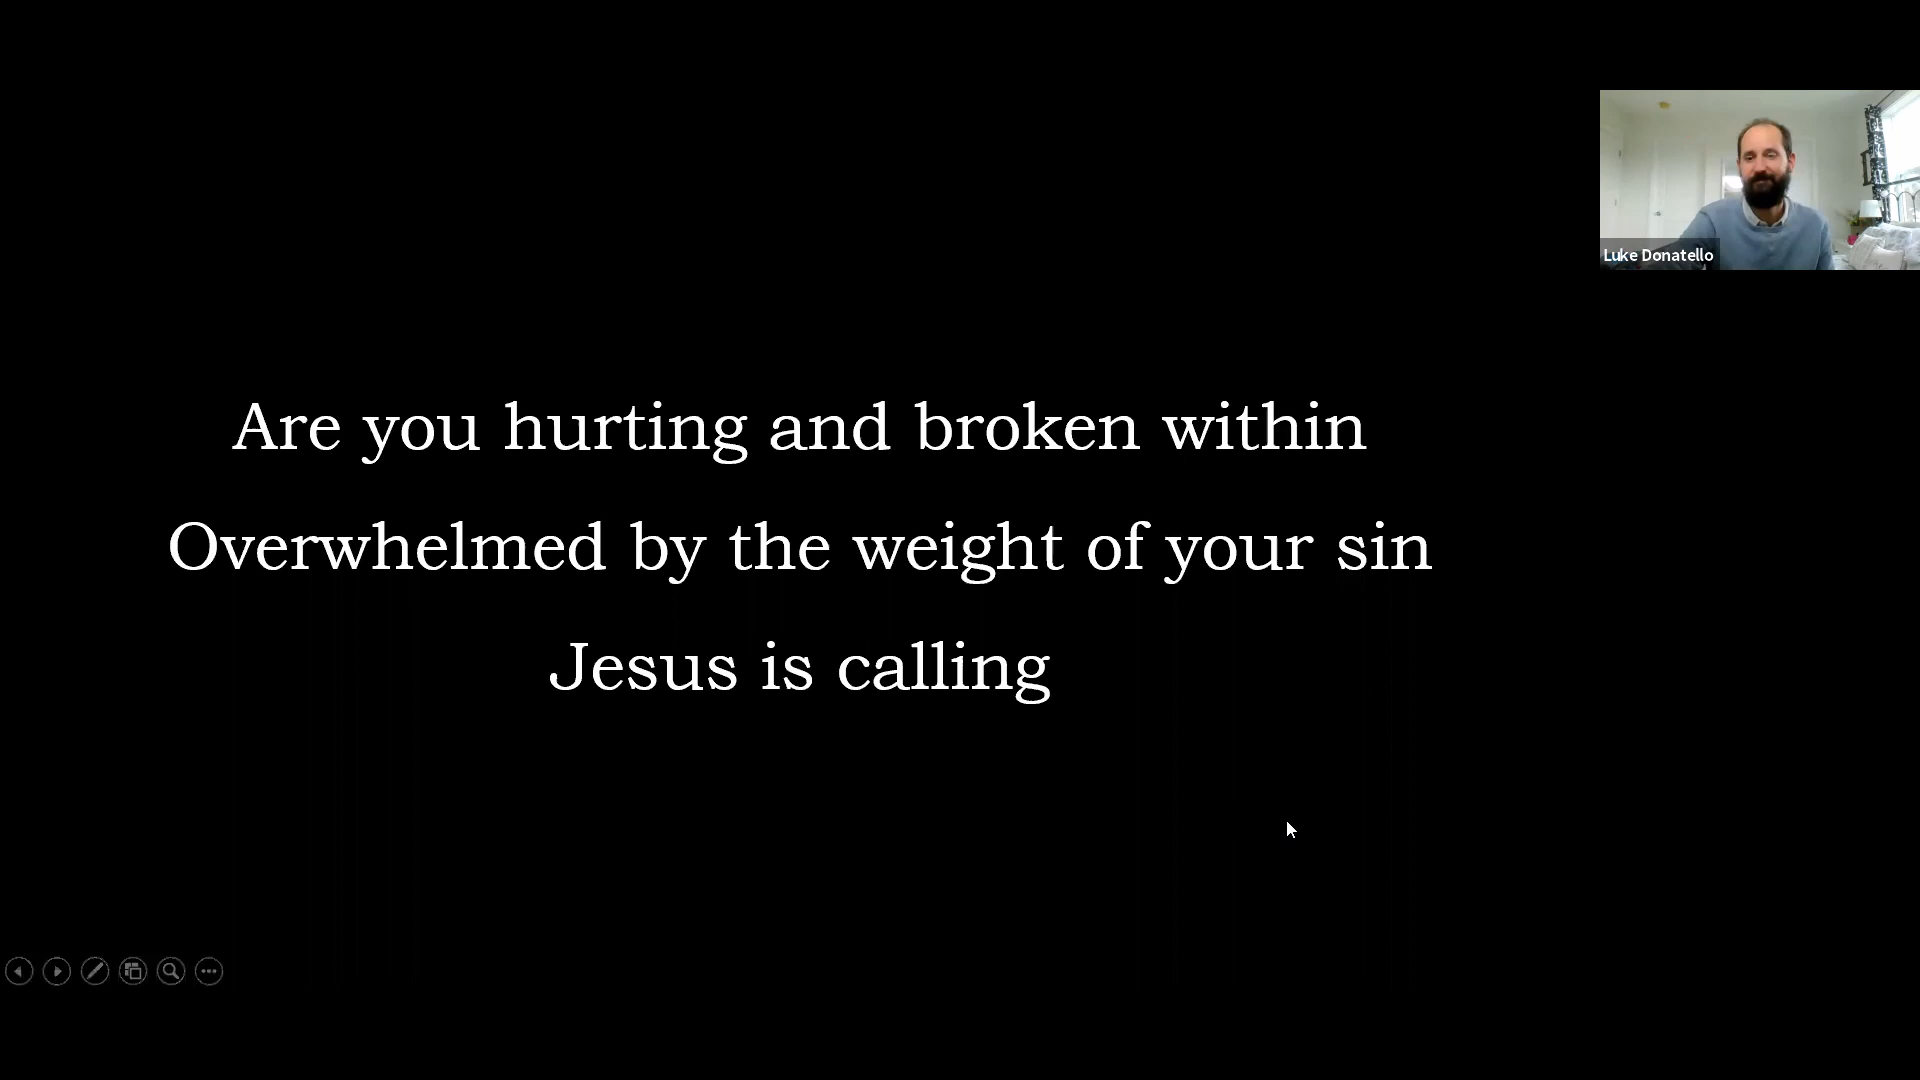 Are you hurting and broken within
Overwhelmed by the weight of your sin
Jesus is calling
Luke Donatello